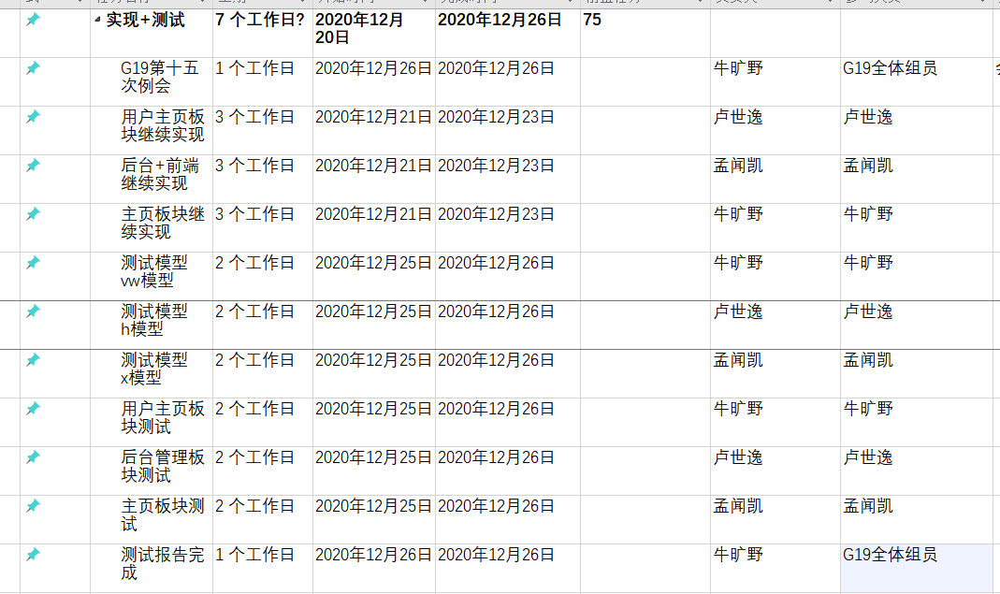 实现+测试 7 个工作日? 2020年12月 2020年12月26日 75
20日
G19第十五 1 个工作日 2020年12月26日 2020年12月26日 牛旷野 G19全体组员
次例会
用户主页板 3 个工作日 2020年12月21日 2020年12月23日 卢世逸 卢世逸
块继续实现
后台+前端 3 个工作日 2020年12月21日 2020年12月23日 孟闻凯 孟闻凯
继续实现
主页板块继 3 个工作日 2020年12月21日 2020年12月23日 牛旷野 牛旷野
续实现
测试模型 2 个工作日 2020年12月25日 2020年12月26日 牛旷野 牛旷野
vw模型
测试模型 2 个工作日 2020年12月25日 2020年12月26日 卢世逸 卢世逸
h模型
测试模型 2 个工作日 2020年12月25日 2020年12月26日 孟闻凯 孟闻凯
x模型
用户主页板 2 个工作日 2020年12月25日 2020年12月26日 牛旷野 牛旷野
块测试
后台管理板 2 个工作日 2020年12月25日 2020年12月26日 卢世逸 卢世逸
块测试
主页板块测 2 个工作日 2020年12月25日 2020年12月26日 孟闻凯 孟闻凯
试
测试报告完 1 个工作日 2020年12月26日 2020年12月26日 牛旷野 G19全体组员
成